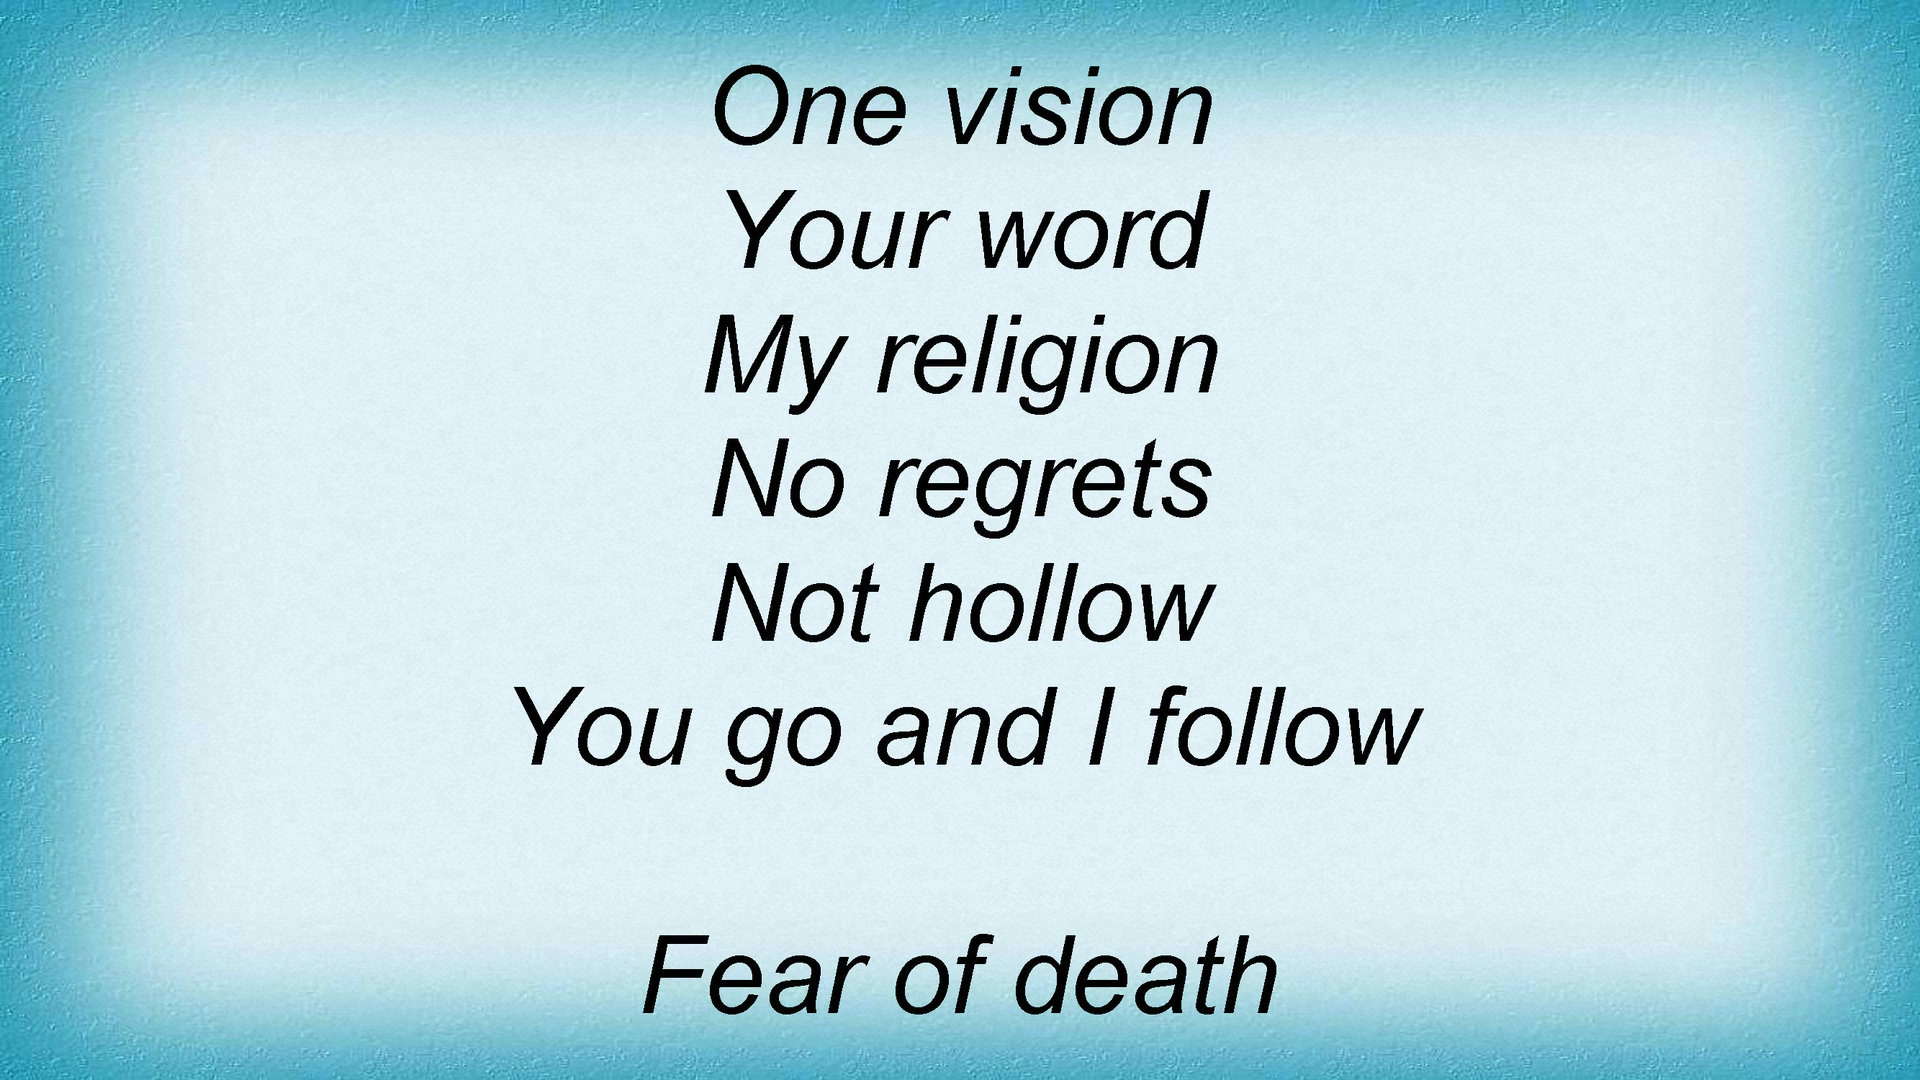 One vision
Your word
My religion
No regrets
Not hollow
You go and I follow
Fear of death